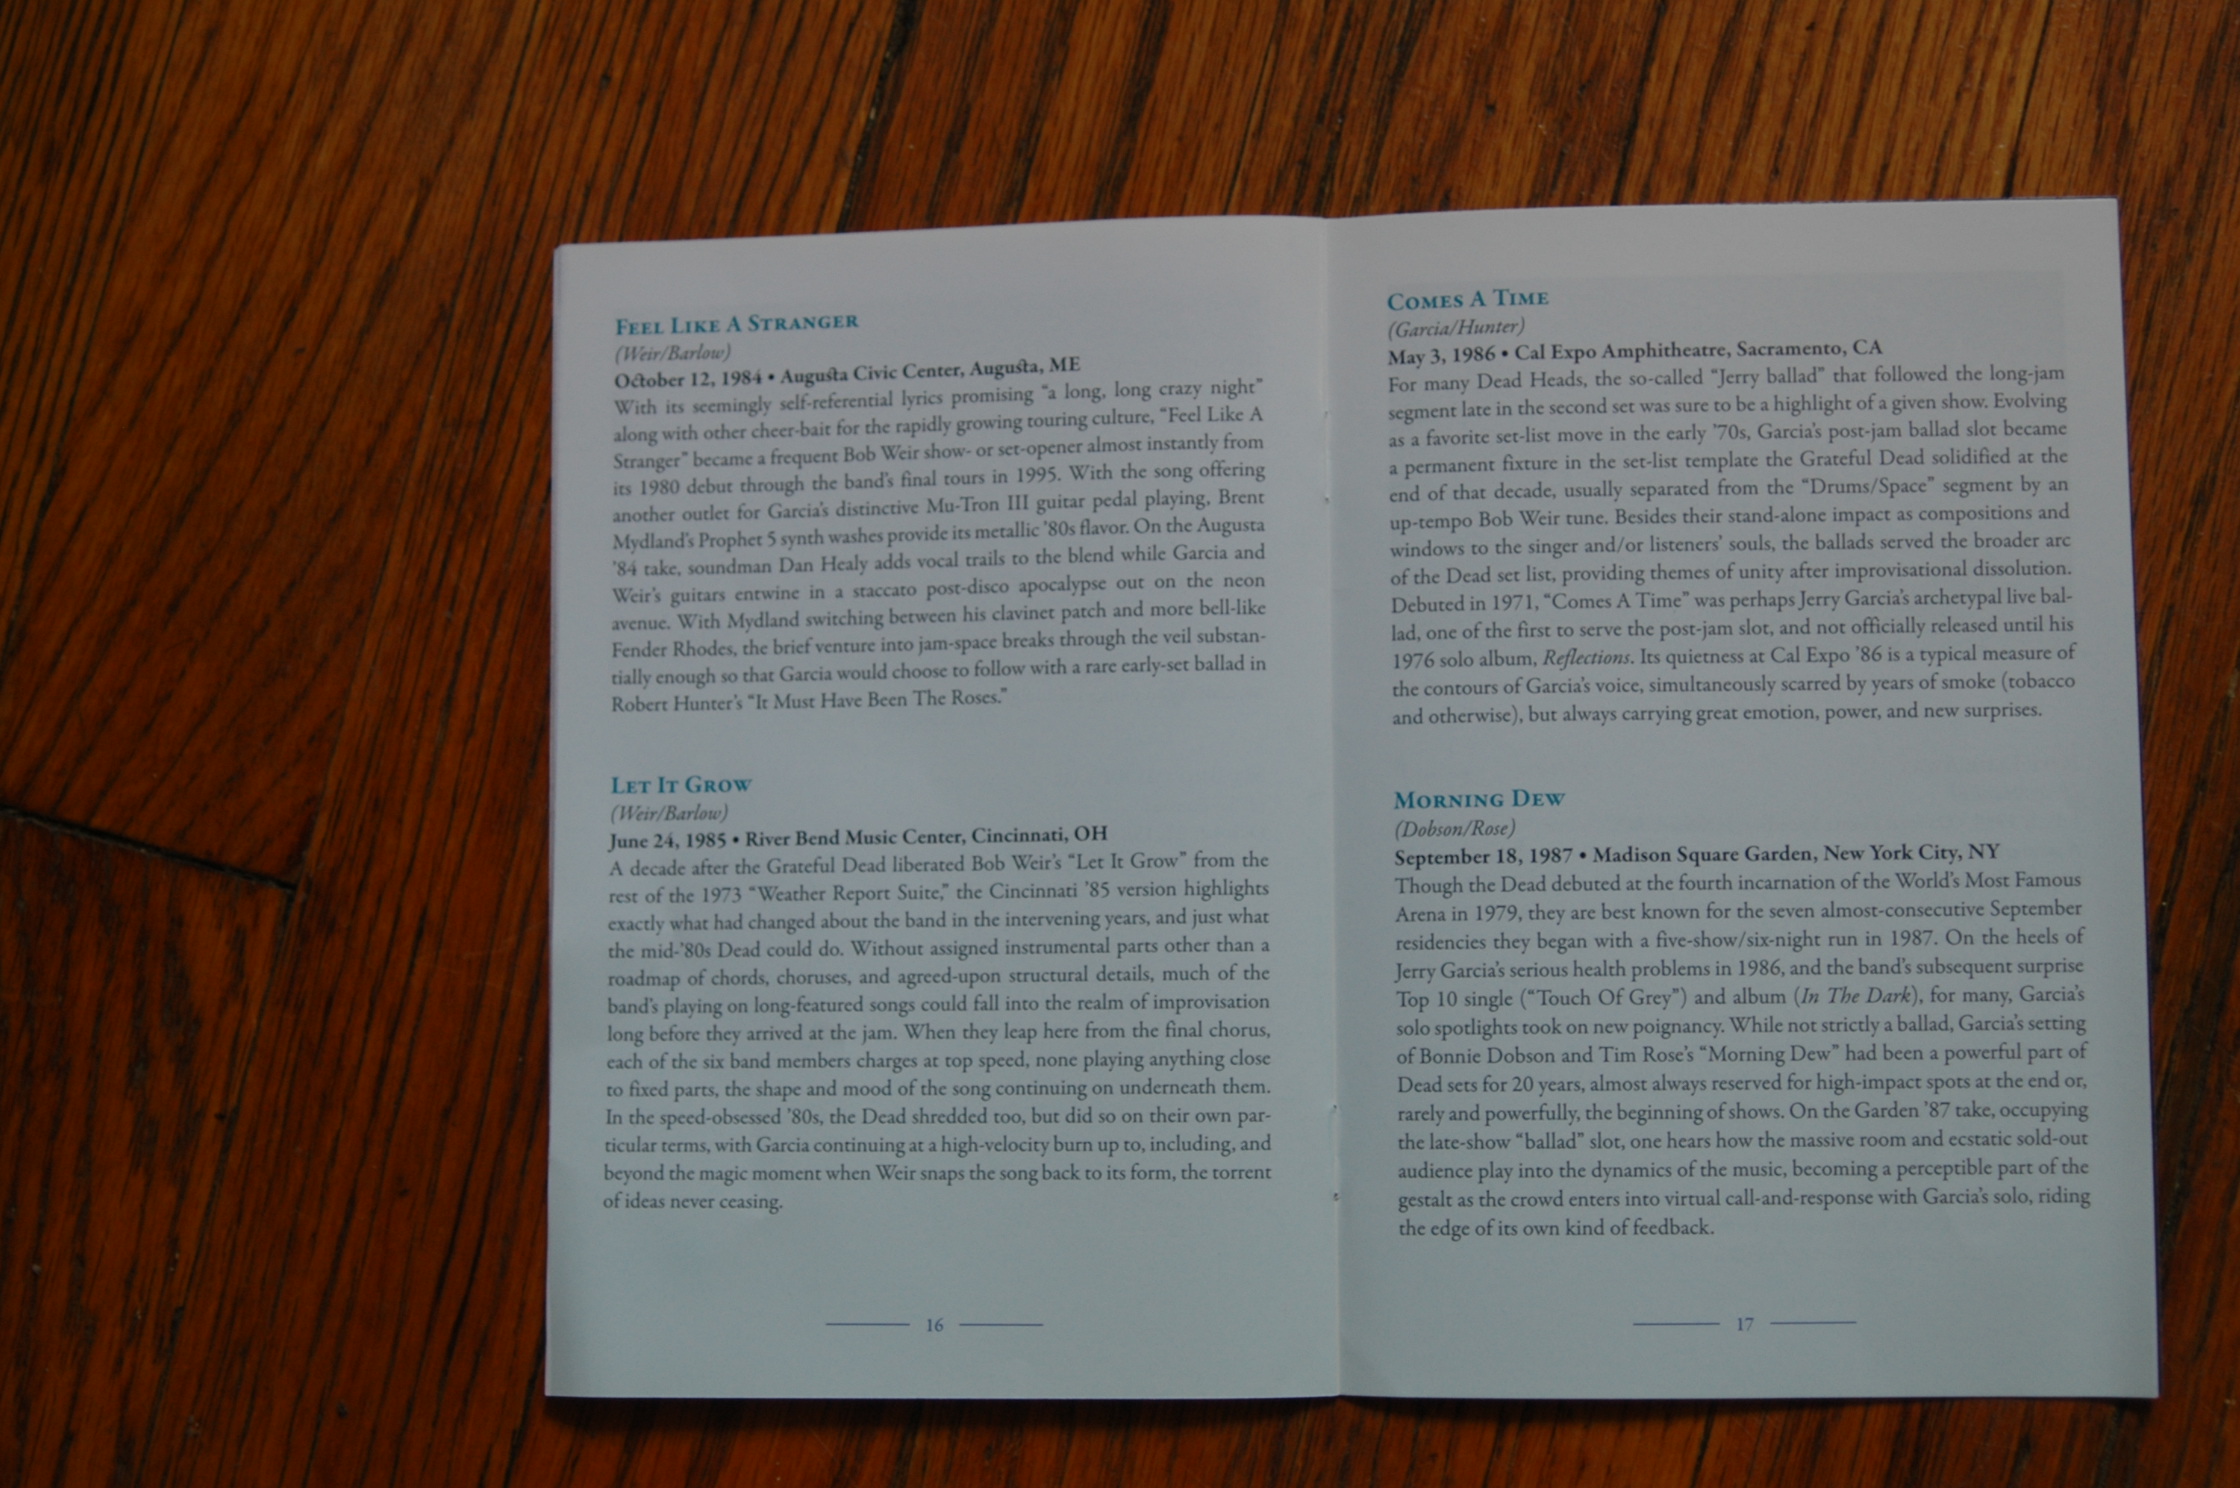 FEEL LIKE A STRANGER
(Weir/Barlow)
October 12, 1984 • Augusta Civic Center, Augusta, ME
With its seemingly self-referential lyrics promising “a long, long crazy night”
along with other cheer-bait for the rapidly growing touring culture, “Feel Like A
Stranger” became a frequent Bob Weir show- or set-opener almost instantly from
its 1980 debut through the band’s final tours in 1995. With the song offering
another outlet for Garcia’s distinctive Mu-Tron III guitar pedal playing, Brent
Mydland’s Prophet 5 synth washes provide its metallic ’80s flavor. On the Augusta
’84 take, soundman Dan Healy adds vocal trails to the blend while Garcia and
Weir’s guitars entwine in a staccato post-disco apocalypse out on the neon
avenue. With Mydland switching between his clavinet patch and more bell-like
Fender Rhodes, the brief venture into jam-space breaks through the veil substan-
tially enough so that Garcia would choose to follow with a rare early-set ballad in
Robert Hunter’s “It Must Have Been The Roses.”
LET IT GROW
(Weir/Barlow)
June 24, 1985 • River Bend Music Center, Cincinnati, OH
A decade after the Grateful Dead liberated Bob Weir’s “Let It Grow” from the
rest of the 1973 “Weather Report Suite,” the Cincinnati ’85 version highlights
exactly what had changed about the band in the intervening years, and just what
the mid-’80s Dead could do. Without assigned instrumental parts other than a
roadmap of chords, choruses, and agreed-upon structural details, much of the
band’s playing on long-featured songs could fall into the realm of improvisation
long before they arrived at the jam. When they leap here from the final chorus,
each of the six band members charges at top speed, none playing anything close
to fixed parts, the shape and mood of the song continuing on underneath them.
In the speed-obsessed ’80s, the Dead shredded too, but did so on their own par-
ticular terms, with Garcia continuing at a high-velocity burn up to, including, and
beyond the magic moment when Weir snaps the song back to its form, the torrent
of ideas never ceasing.
16
COMES A TIME
(Garcia/Hunter)
May 3, 1986 • Cal Expo Amphitheatre, Sacramento, CA
For many Dead Heads, the so-called “Jerry ballad” that followed the long-jam
segment late in the second set was sure to be a highlight of a given show. Evolving
as a favorite set-list move in the early ’70s, Garcia’s post-jam ballad slot became
a permanent fixture in the set-list template the Grateful Dead solidified at the
end of that decade, usually separated from the “Drums/Space” segment by an
up-tempo Bob Weir tune. Besides their stand-alone impact as compositions and
windows to the singer and/or listeners’ souls, the ballads served the broader arc
of the Dead set list, providing themes of unity after improvisational dissolution.
Debuted in 1971, “Comes A Time” was perhaps Jerry Garcia’s archetypal live bal-
lad, one of the first to serve the post-jam slot, and not officially released until his
1976 solo album, Reflections. Its quietness at Cal Expo ’86 is a typical measure of
the contours of Garcia’s voice, simultaneously scarred by years of smoke (tobacco
and otherwise), but always carrying great emotion, power, and new surprises.
MORNING DEW
(Dobson/Rose)
September 18, 1987 • Madison Square Garden, New York City, NY
Though the Dead debuted at the fourth incarnation of the World’s Most Famous
Arena in 1979, they are best known for the seven almost-consecutive September
residencies they began with a five-show/six-night run in 1987. On the heels of
Jerry Garcia’s serious health problems in 1986, and the band’s subsequent surprise
Top 10 single (“Touch Of Grey”) and album (In The Dark), for many, Garcia’s
solo spotlights took on new poignancy. While not strictly a ballad, Garcia’s setting
of Bonnie Dobson and Tim Rose’s “Morning Dew” had been a powerful part of
Dead sets for 20 years, almost always reserved for high-impact spots at the end or,
rarely and powerfully, the beginning of shows. On the Garden ’87 take, occupying
the late-show “ballad” slot, one hears how the massive room and ecstatic sold-out
audience play into the dynamics of the music, becoming a perceptible part of the
gestalt as the crowd enters into virtual call-and-response with Garcia’s solo, riding
the edge of its own kind of feedback.
17